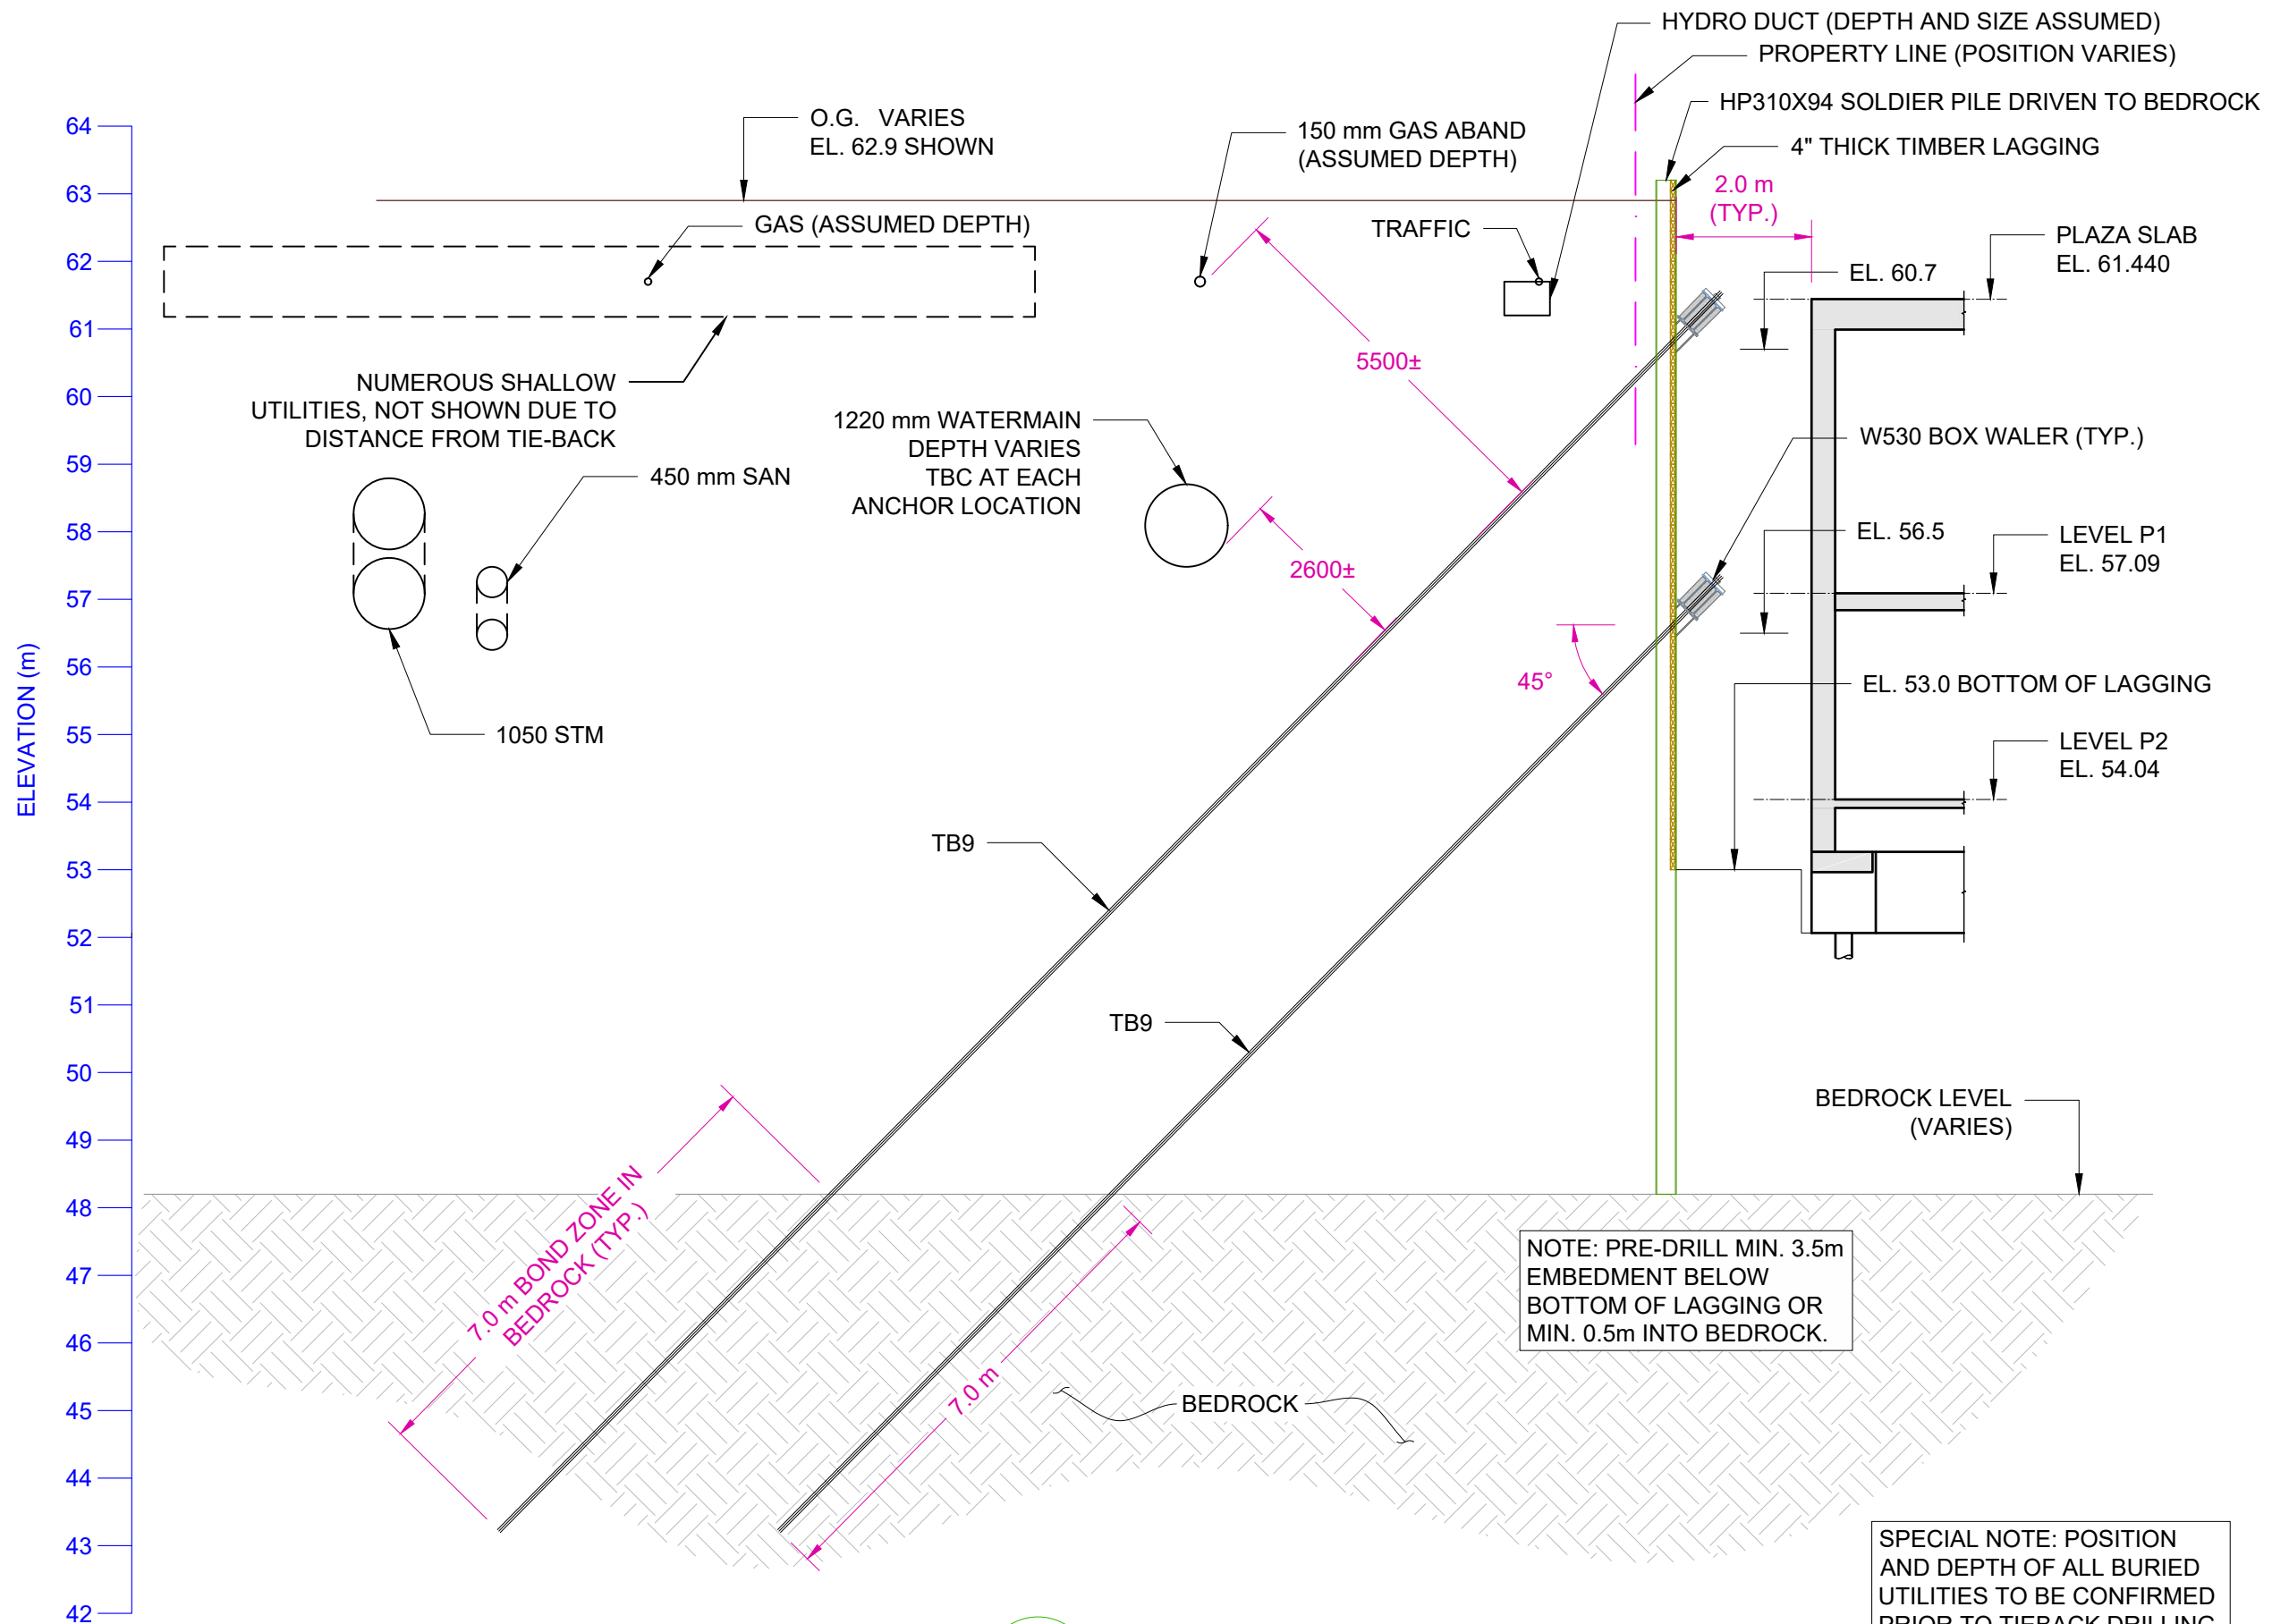 HYDRO DUCT (DEPTH AND SIZE ASSUMED)
PROPERTY LINE (POSITION VARIES)
HP310X94 SOLDIER PILE DRIVEN TO BEDROCK
4" THICK TIMBER LAGGING
2.0 m
(TYP.)
O.G. VARIES
EL. 62.9 SHOWN
150 mm GAS ABAND
(ASSUMED DEPTH)
GAS (ASSUMED DEPTH)
TRAFFIC
PLAZA SLAB
EL. 61.440
EL. 60.7
5500±
NUMEROUS SHALLOW
UTILITIES, NOT SHOWN DUE TO
DISTANCE FROM TIE-BACK
1220 mm WATERMAIN
DEPTH VARIES
TBC AT EACH
ANCHOR LOCATION
W530 BOX WALER (TYP.)
450 mm SAN
2600±
EL. 56.5
LEVEL P1
EL. 57.09
45°
EL. 53.0 BOTTOM OF LAGGING
1050 STM
LEVEL P2
EL. 54.04
TB9
TB9
BEDROCK LEVEL
(VARIES)
7.0 m BOND ZONE IN
BEDROCK (TYP.)
7.0 m
NOTE: PRE-DRILL MIN. 3.5m
EMBEDMENT BELOW
BOTTOM OF LAGGING OR
MIN. 0.5m INTO BEDROCK.
BEDROCK
SPECIAL NOTE: POSITION
AND DEPTH OF ALL BURIED
UTILITIES TO BE CONFIRMED
PRIOR TO TIEBACK DRILLING
ELEVATION (m)
64
63
62
61
60
59
58
57
56
55
54
53
52
51
50
49
48
47
46
45
44
43
42